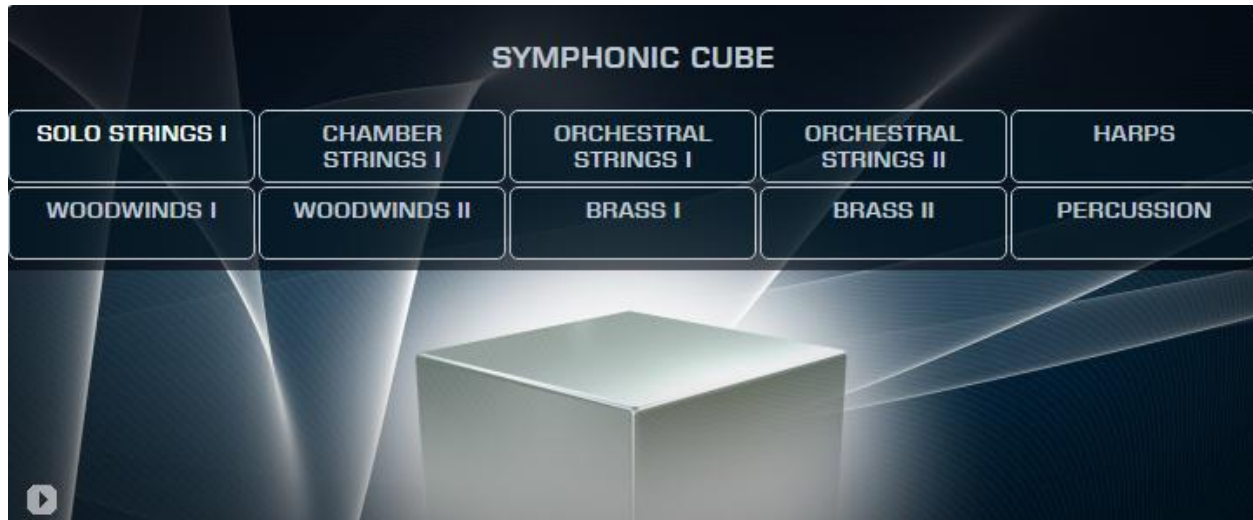 SYMPHONIC CUBE
SOLO STRINGS I
CHAMBER
STRINGS I
ORCHESTRAL
STRINGS I
ORCHESTRAL
STRINGS II
HARPS
WOODWINDS I
WOODWINDS II
BRASS I
BRASS II
PERCUSSION